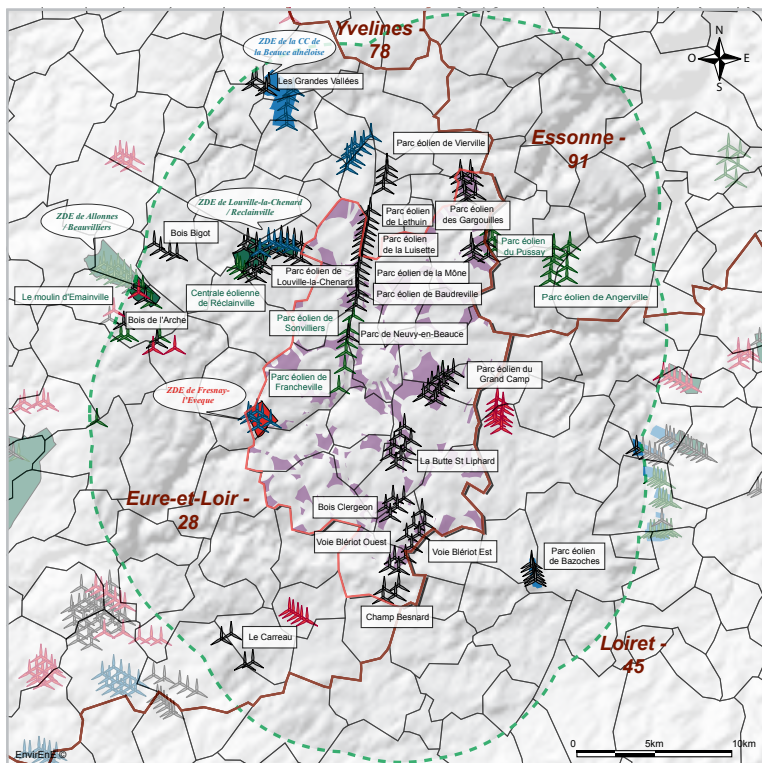 Yvelines -
78
ZDE de la CC de
la Beauce alnéloise
N
O
E
S
Les Grandes Vallées
Parc éolien de Vierville
Essonne -
91
ZDE de Louville-la-Chenard
/ Reclainville
ZDE de Allonnes
/ Beauvilliers
Bois Bigot
Parc éolien
de Lethuin
Parc éolien
des Gargouilles
Parc éolien
de la Luisette
Parc éolien
du Pussay
Le moulin d'Emainville
Centrale éolienne
de Réclainville
Parc éolien de
Louville-la-Chenard
Parc éolien de la Mône
Parc éolien de Baudreville
Parc éolien de Angerville
Bois de l'Arche
Parc éolien de
Sonvilliers
Parc de Neuvy-en-Beauce
Parc éolien de
Francheville
Parc éolien du
Grand Camp
ZDE de Fresnay-
l'Eveque
La Butte St Liphard
Eure-et-Loir -
28
Bois Clergeon
Voie Blériot Ouest
Voie Blériot Est
Parc éolien
de Bazoches
Champ Besnard
Le Carreau
Loiret -
45
EnvirEnE ©
0
5km
10km